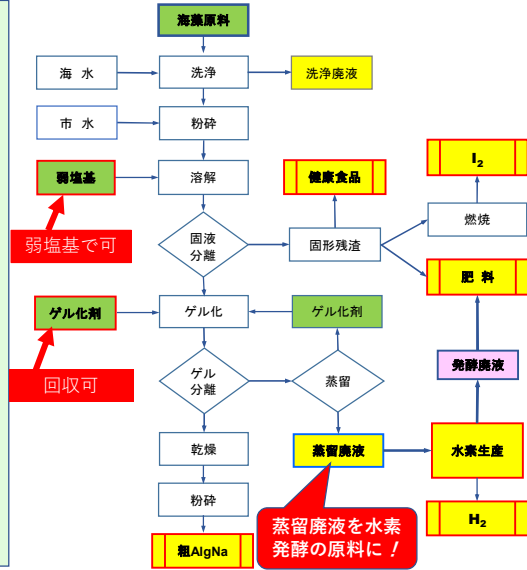 海藻原料
海 水
洗浄
洗浄廃液
市 水
粉砕
弱塩基
溶解
健康食品
I₂
弱塩基で可
固液
分離
固形残渣
燃焼
肥 料
ゲル化剤
ゲル化
ゲル化剤
回収可
ゲル
分離
蒸留
発酵廃液
乾燥
蒸留廃液
水素生産
粉砕
蒸留廃液を水素
発酵の原料に！
H₂
粗AlgNa